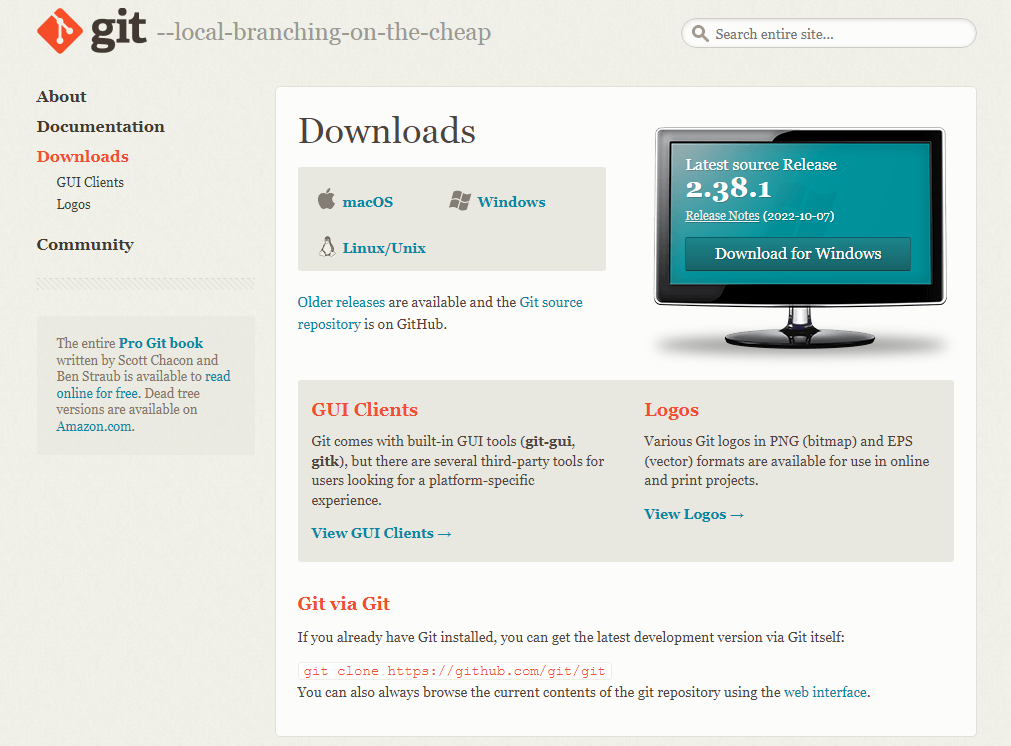 git --local-branching-on-the-cheap
Search entire site...
About
Documentation
Downloads
GUI Clients
Logos
Community
The entire Pro Git book
written by Scott Chacon and
Ben Straub is available to read
online for free. Dead tree
versions are available on
Amazon.com.
Downloads
macOS
Windows
Linux/Unix
Older releases are available and the Git source
repository is on GitHub.
Latest source Release
2.38.1
Release Notes (2022-10-07)
Download for Windows
GUI Clients
Git comes with built-in GUI tools (git-gui,
gitk), but there are several third-party tools for
users looking for a platform-specific
experience.
View GUI Clients →
Logos
Various Git logos in PNG (bitmap) and EPS
(vector) formats are available for use in online
and print projects.
View Logos →
Git via Git
If you already have Git installed, you can get the latest development version via Git itself:
git clone https://github.com/git/git
You can also always browse the current contents of the git repository using the web interface.